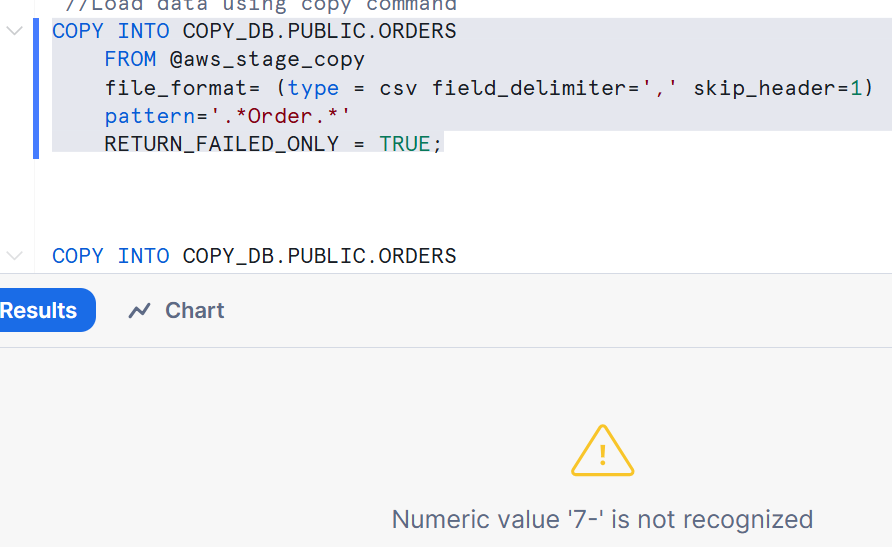 //Load data using copy command
COPY INTO COPY_DB.PUBLIC.ORDERS
FROM @aws_stage_copy
file_format= (type = csv field_delimiter=',' skip_header=1)
pattern='.*Order.*'
RETURN_FAILED_ONLY = TRUE;
COPY INTO COPY_DB.PUBLIC.ORDERS
Results
Chart
Numeric value '7-' is not recognized